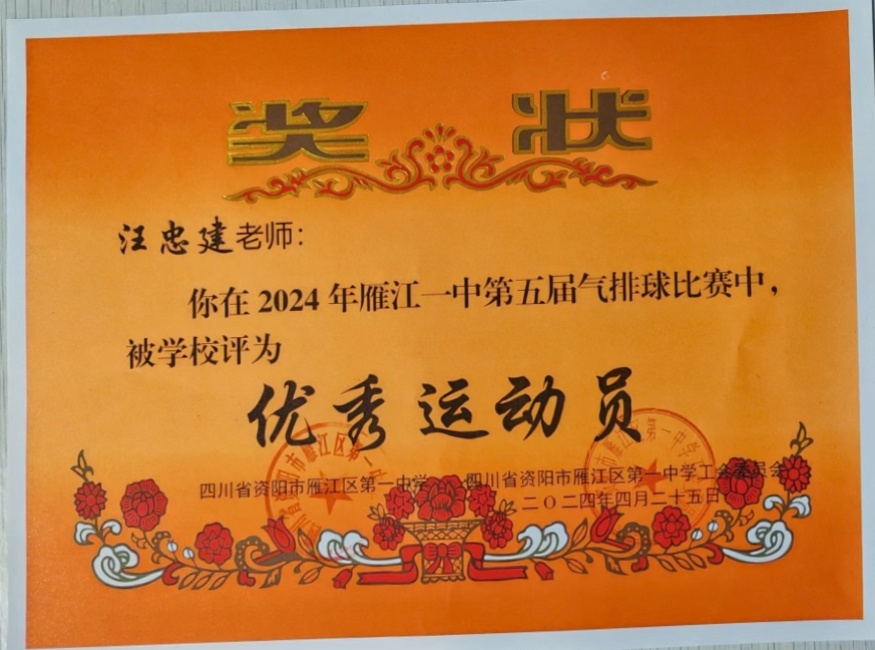 奖状
汪忠建老师：
你在2024年雁江一中第五届气排球比赛中，
被学校评为
优秀运动员
四川省资阳市雁江区第一中学 四川省资阳市雁江区第一中学工会委员会
二〇二四年四月二十五日